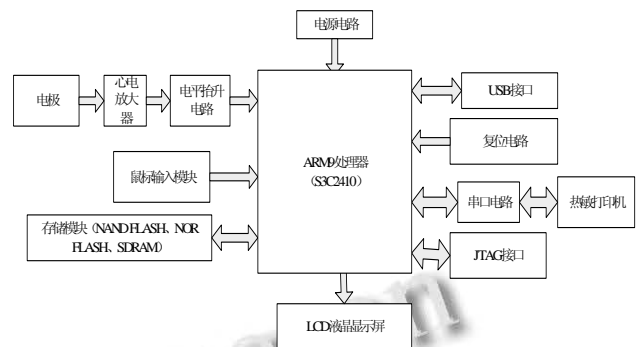 电源电路
电极
心电
放大
器
电平抬升
电路
USB接口
复位电路
ARM9处理器
(S3C2410)
鼠标输入模块
串口电路
热敏打印机
存储模块(NAND FLASH、NOR
FLASH、SDRAM)
JTAG接口
LCD液晶显示屏